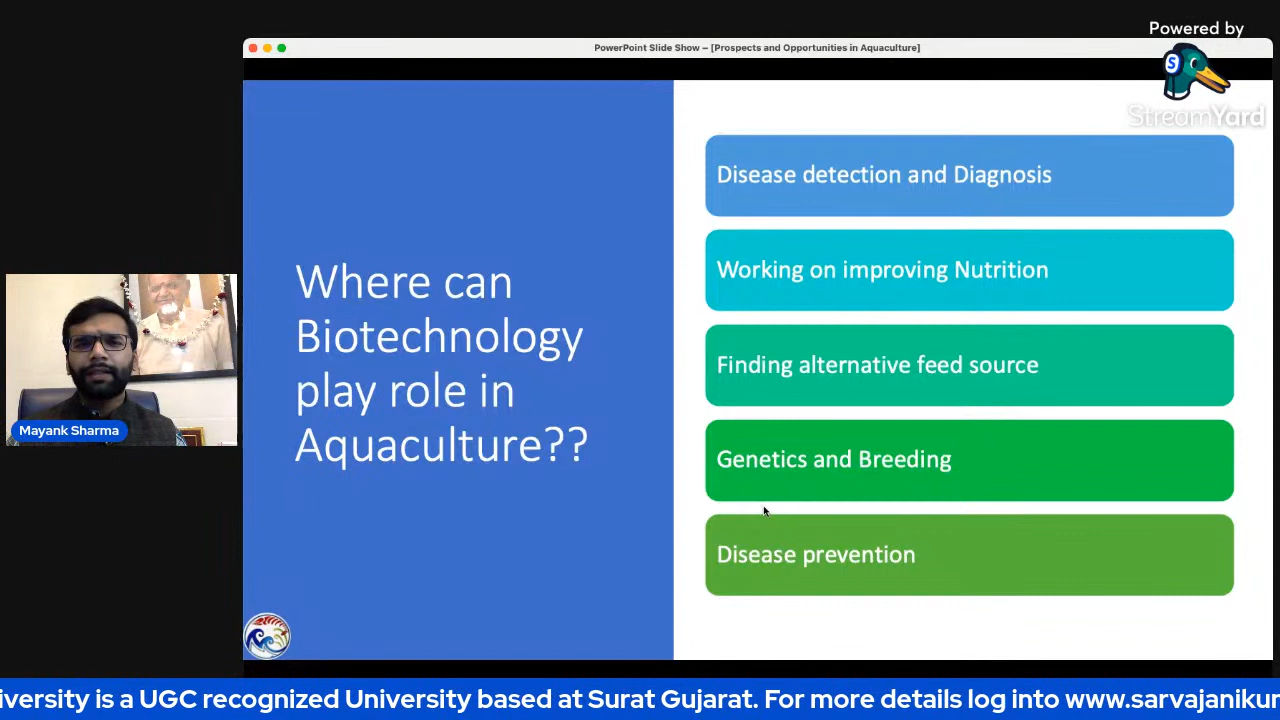 Powered by
StreamYard
PowerPoint Slide Show – [Prospects and Opportunities in Aquaculture]
Where can
Biotechnology
play role in
Aquaculture??
Disease detection and Diagnosis
Working on improving Nutrition
Finding alternative feed source
Genetics and Breeding
Disease prevention
Mayank Sharma
iversity is a UGC recognized University based at Surat Gujarat. For more details log into www.sarvajanikun